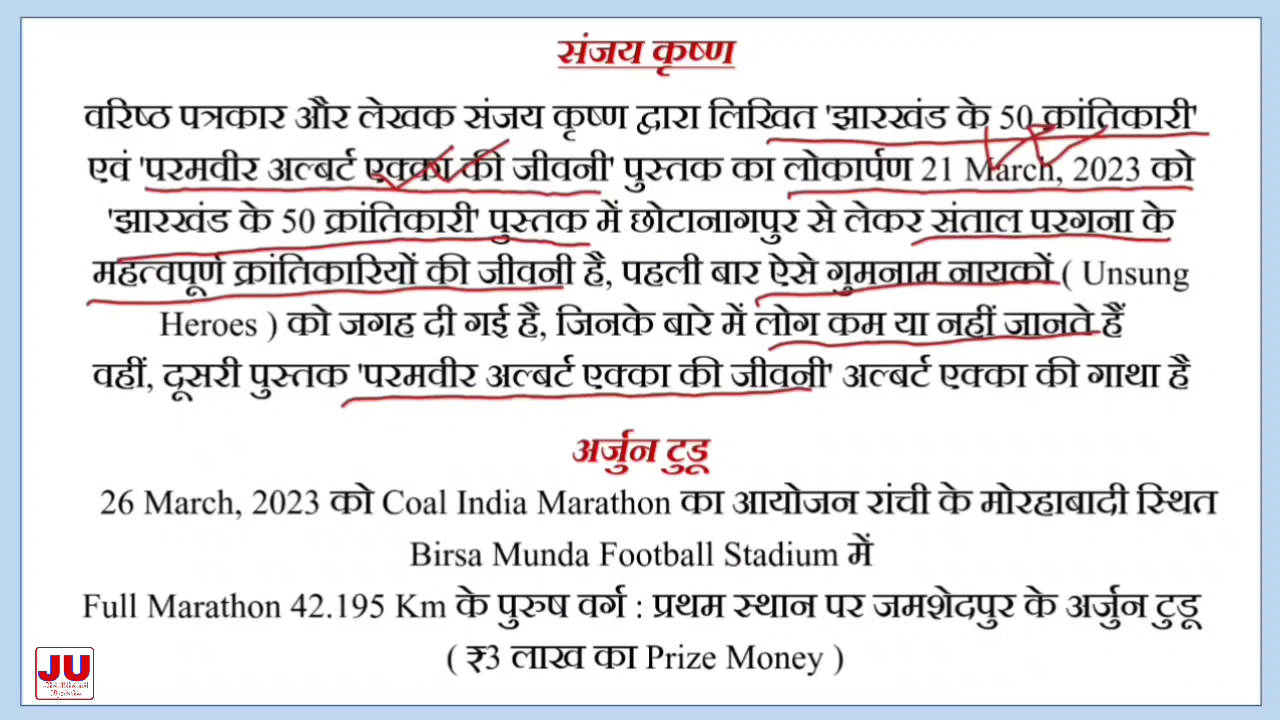 संजय कृष्ण
वरिष्ठ पत्रकार और लेखक संजय कृष्ण द्वारा लिखित 'झारखंड के 50 क्रांतिकारी'
एवं 'परमवीर अल्बर्ट एक्का की जीवनी' पुस्तक का लोकार्पण 21 March, 2023 को
'झारखंड के 50 क्रांतिकारी' पुस्तक में छोटानागपुर से लेकर संताल परगना के
महत्वपूर्ण क्रांतिकारियों की जीवनी है, पहली बार ऐसे गुमनाम नायकों ( Unsung
Heroes ) को जगह दी गई है, जिनके बारे में लोग कम या नहीं जानते हैं
वहीं, दूसरी पुस्तक 'परमवीर अल्बर्ट एक्का की जीवनी' अल्बर्ट एक्का की गाथा है
अर्जुन टुडू
26 March, 2023 को Coal India Marathon का आयोजन रांची के मोरहाबादी स्थित
Birsa Munda Football Stadium में
Full Marathon 42.195 Km के पुरुष वर्ग : प्रथम स्थान पर जमशेदपुर के अर्जुन टुडू
( ₹3 लाख का Prize Money )
JU